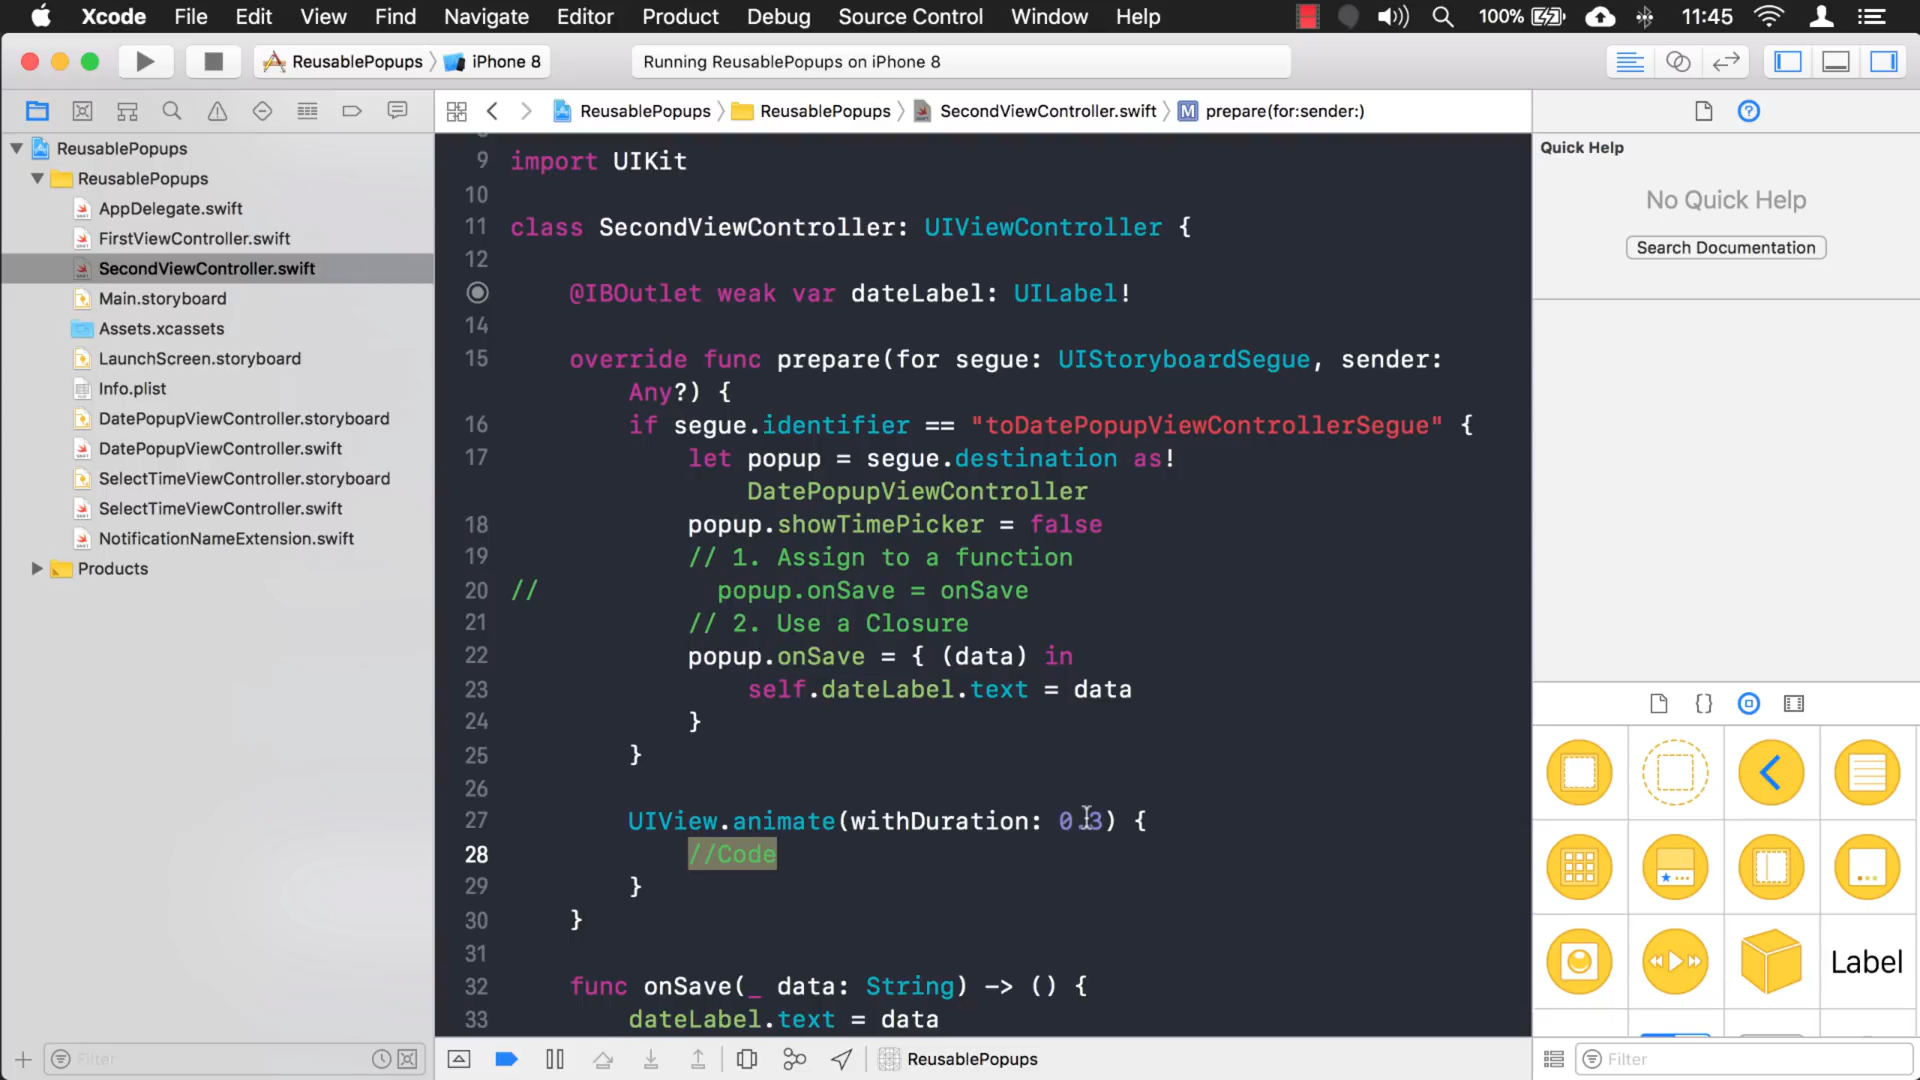 Xcode File Edit View Find Navigate Editor Product Debug Source Control Window Help 100% 11:45
ReusablePopups iPhone 8 Running ReusablePopups on iPhone 8
ReusablePopups ReusablePopups SecondViewController.swift M prepare(for:sender:)
ReusablePopups
ReusablePopups
AppDelegate.swift
FirstViewController.swift
SecondViewController.swift
Main.storyboard
Assets.xcassets
LaunchScreen.storyboard
Info.plist
DatePopupViewController.storyboard
DatePopupViewController.swift
SelectTimeViewController.storyboard
SelectTimeViewController.swift
NotificationNameExtension.swift
Products
Filter
9 import UIKit
10
11 class SecondViewController: UIViewController {
12
@IBOutlet weak var dateLabel: UILabel!
14
15 override func prepare(for segue: UIStoryboardSegue, sender:
Any?) {
16 if segue.identifier == "toDatePopupViewControllerSegue" {
17 let popup = segue.destination as!
DatePopupViewController
18 popup.showTimePicker = false
19 // 1. Assign to a function
20 // popup.onSave = onSave
21 // 2. Use a Closure
22 popup.onSave = { (data) in
23 self.dateLabel.text = data
24 }
25 }
26
27 UIView.animate(withDuration: 0.3) {
28 //Code
29 }
30 }
31
32 func onSave(_ data: String) -> () {
33 dateLabel.text = data
ReusablePopups
Quick Help
No Quick Help
Search Documentation
{}
Label
Filter